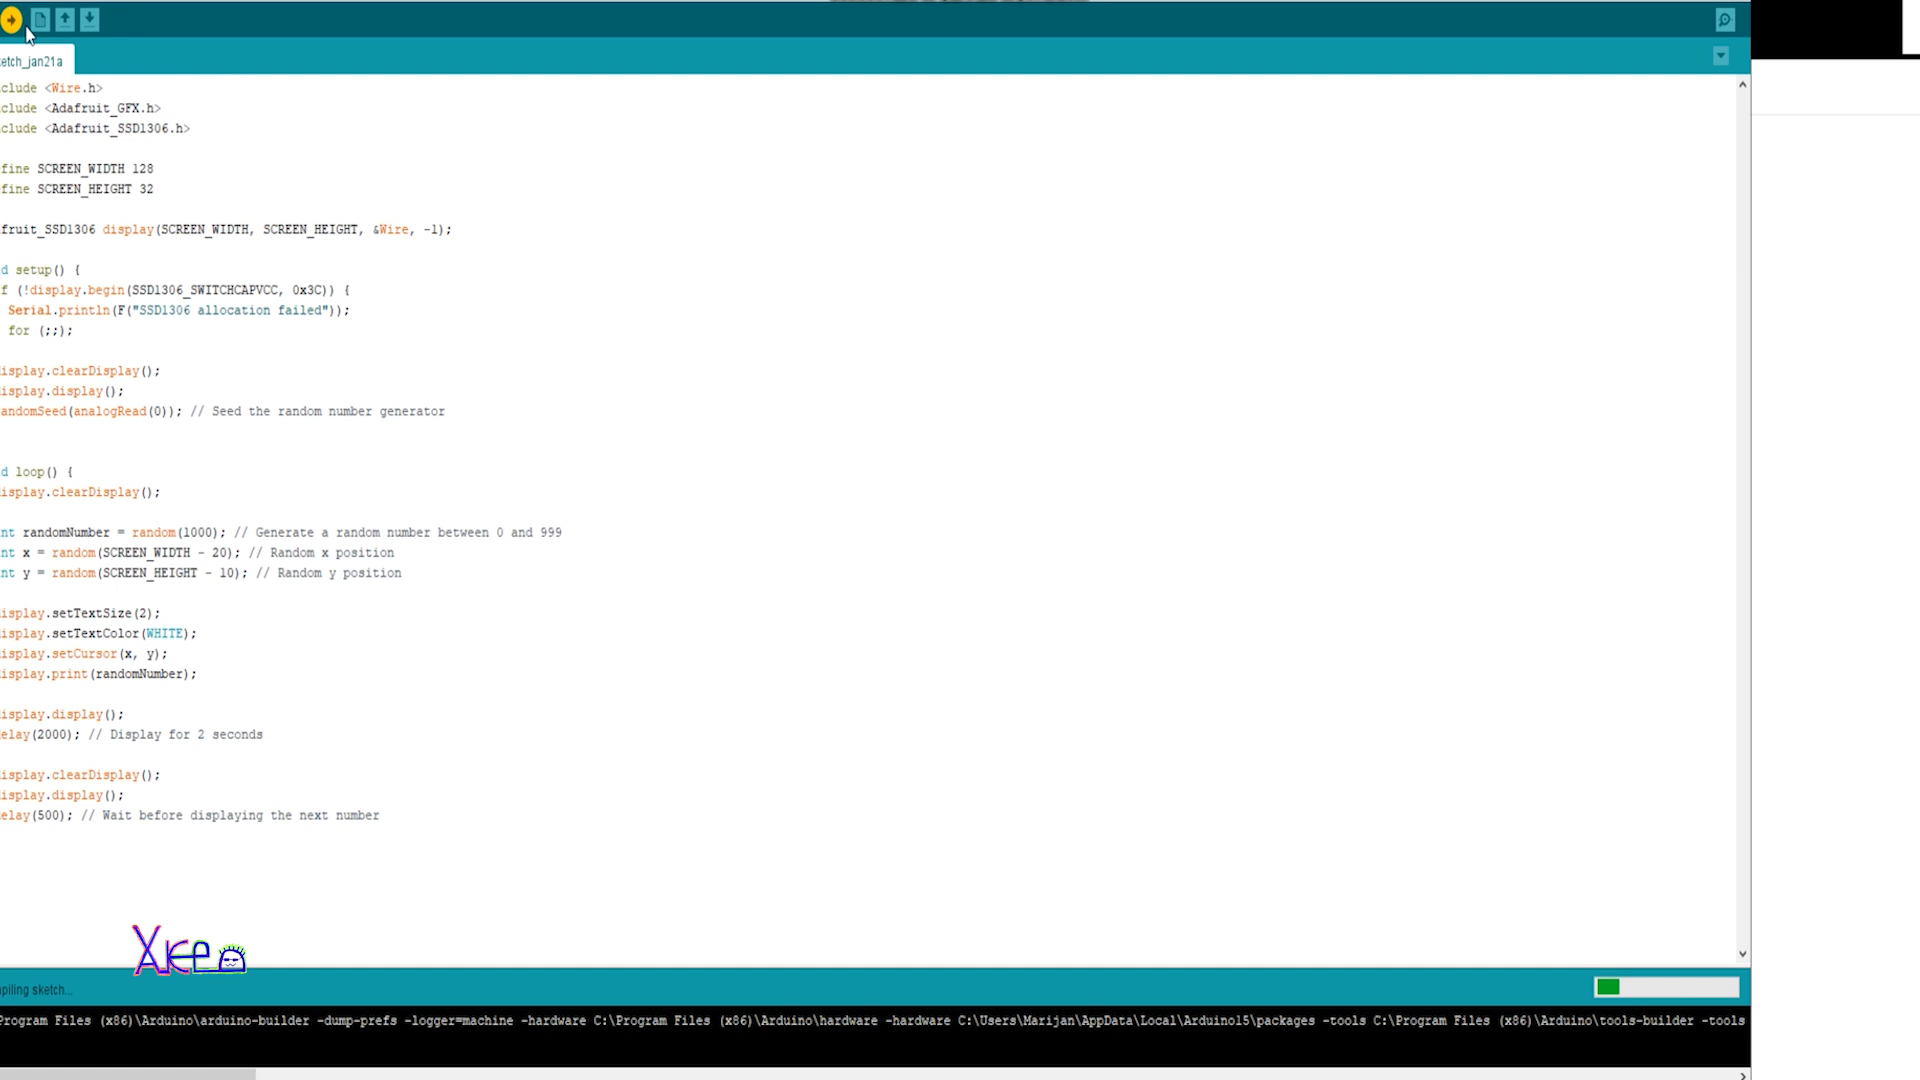 etch_jan21a
clude <Wire.h>
clude <Adafruit_GFX.h>
clude <Adafruit_SSD1306.h>
fine SCREEN_WIDTH 128
fine SCREEN_HEIGHT 32
fruit_SSD1306 display(SCREEN_WIDTH, SCREEN_HEIGHT, &Wire, -1);
d setup() {
f (!display.begin(SSD1306_SWITCHCAPVCC, 0x3C)) {
Serial.println(F("SSD1306 allocation failed"));
for (;;);
isplay.clearDisplay();
isplay.display();
andomSeed(analogRead(0)); // Seed the random number generator
d loop() {
isplay.clearDisplay();
nt randomNumber = random(1000); // Generate a random number between 0 and 999
nt x = random(SCREEN_WIDTH - 20); // Random x position
nt y = random(SCREEN_HEIGHT - 10); // Random y position
isplay.setTextSize(2);
isplay.setTextColor(WHITE);
isplay.setCursor(x, y);
isplay.print(randomNumber);
isplay.display();
elay(2000); // Display for 2 seconds
isplay.clearDisplay();
isplay.display();
elay(500); // Wait before displaying the next number
piling sketch...
Program Files (x86)\Arduino\arduino-builder -dump-prefs -logger=machine -hardware C:\Program Files (x86)\Arduino\hardware -hardware C:\Users\Marijan\AppData\Local\Arduino15\packages -tools C:\Program Files (x86)\Arduino\tools-builder -tools